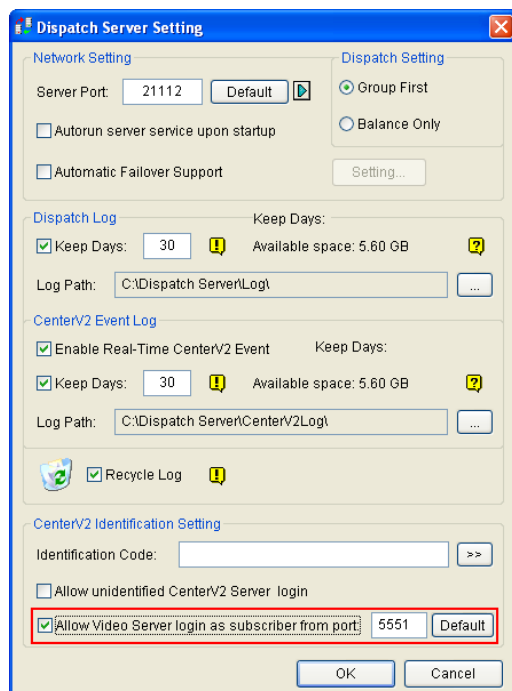 Dispatch Server Setting
Network Setting
Server Port: 21112 Default
Autorun server service upon startup
Automatic Failover Support
Dispatch Setting
Group First
Balance Only
Setting...
Dispatch Log Keep Days:
Keep Days: 30 Available space: 5.60 GB
Log Path: C:\Dispatch Server\Log\ ...
CenterV2 Event Log
Enable Real-Time CenterV2 Event Keep Days:
Keep Days: 30 Available space: 5.60 GB
Log Path: C:\Dispatch Server\CenterV2Log\ ...
Recycle Log
CenterV2 Identification Setting
Identification Code: >>
Allow unidentified CenterV2 Server login
Allow Video Server login as subscriber from port: 5551 Default
OK Cancel